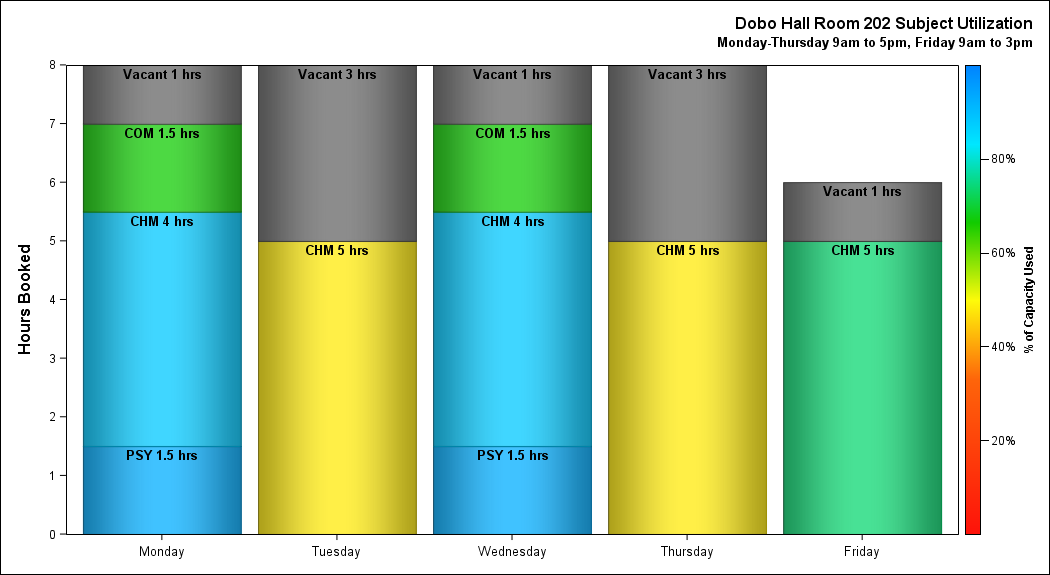 Dobo Hall Room 202 Subject Utilization
Monday-Thursday 9am to 5pm, Friday 9am to 3pm
Hours Booked
8
7
6
5
4
3
2
1
0
Vacant 1 hrs
COM 1.5 hrs
CHM 4 hrs
PSY 1.5 hrs
Vacant 3 hrs
CHM 5 hrs
Vacant 1 hrs
COM 1.5 hrs
CHM 4 hrs
PSY 1.5 hrs
Vacant 3 hrs
CHM 5 hrs
Vacant 1 hrs
CHM 5 hrs
Monday
Tuesday
Wednesday
Thursday
Friday
80%
60%
40%
20%
% of Capacity Used